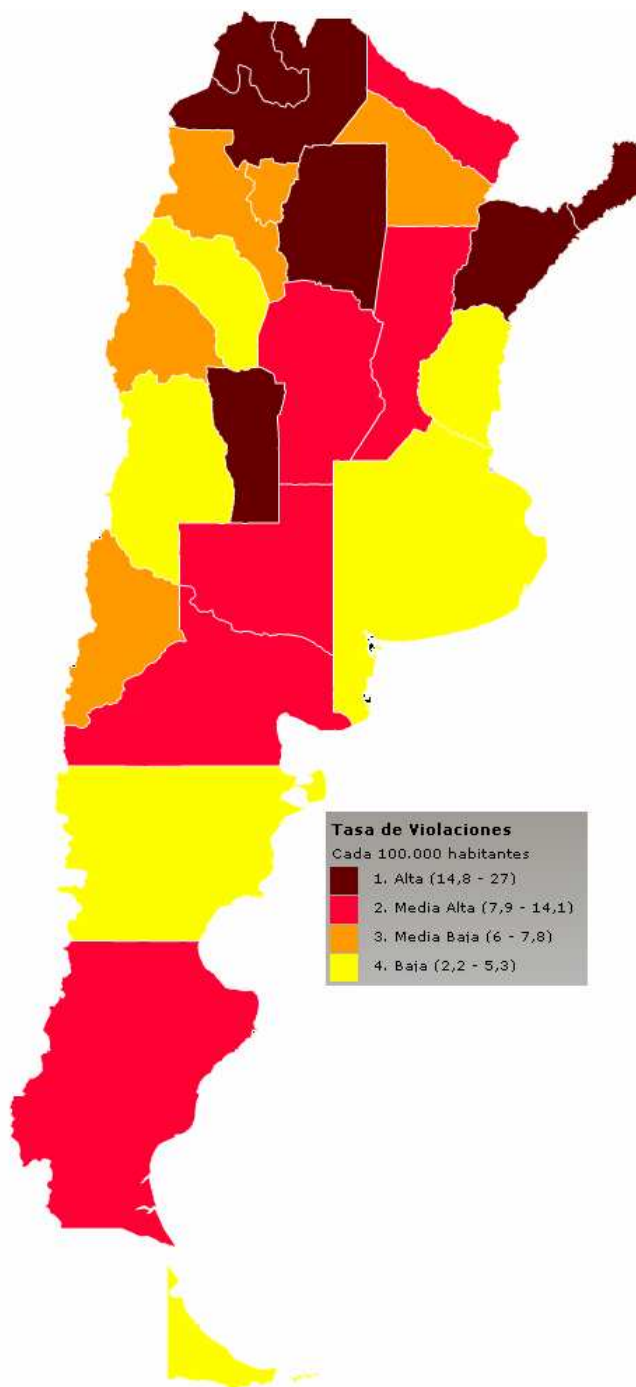 Tasa de Violaciones
Cada 100.000 habitantes
1. Alta (14,8 - 27)
2. Media Alta (7,9 - 14,1)
3. Media Baja (6 - 7,8)
4. Baja (2,2 - 5,3)